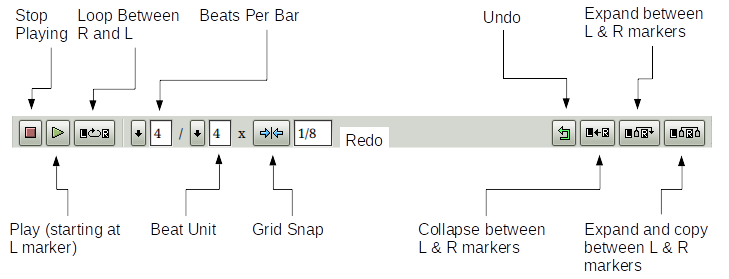 Stop
Playing
Loop Between
R and L
Beats Per Bar
Undo
Expand between
L & R markers
L R
4 / 4 x 1/8
Redo
L R
L R
L R
Play (starting at
L marker)
Beat Unit
Grid Snap
Collapse between
L & R markers
Expand and copy
between L & R
markers